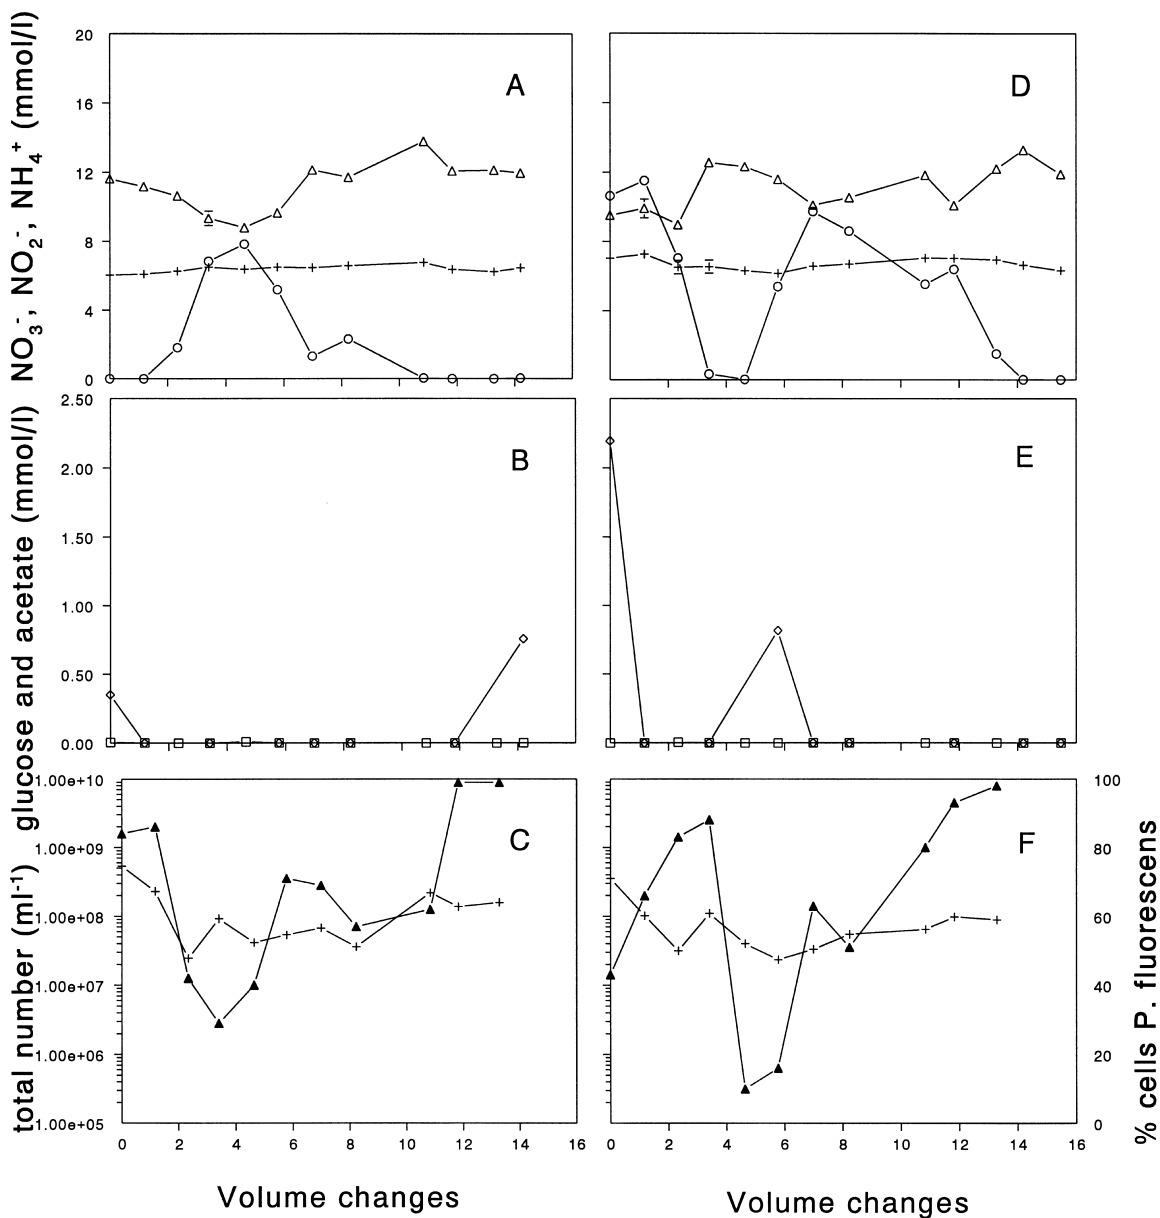 NO3-, NO2-, NH4+ (mmol/l)
20
16
12
8
4
0
A
D
glucose and acetate (mmol/l)
2.50
2.00
1.50
1.00
0.50
0.00
B
E
total number (ml-1)
1.00e+10
1.00e+09
1.00e+08
1.00e+07
1.00e+06
1.00e+05
C
F
100
80
60
40
20
0
% cells P. fluorescens
0 2 4 6 8 10 12 14 16
0 2 4 6 8 10 12 14 16
Volume changes
Volume changes